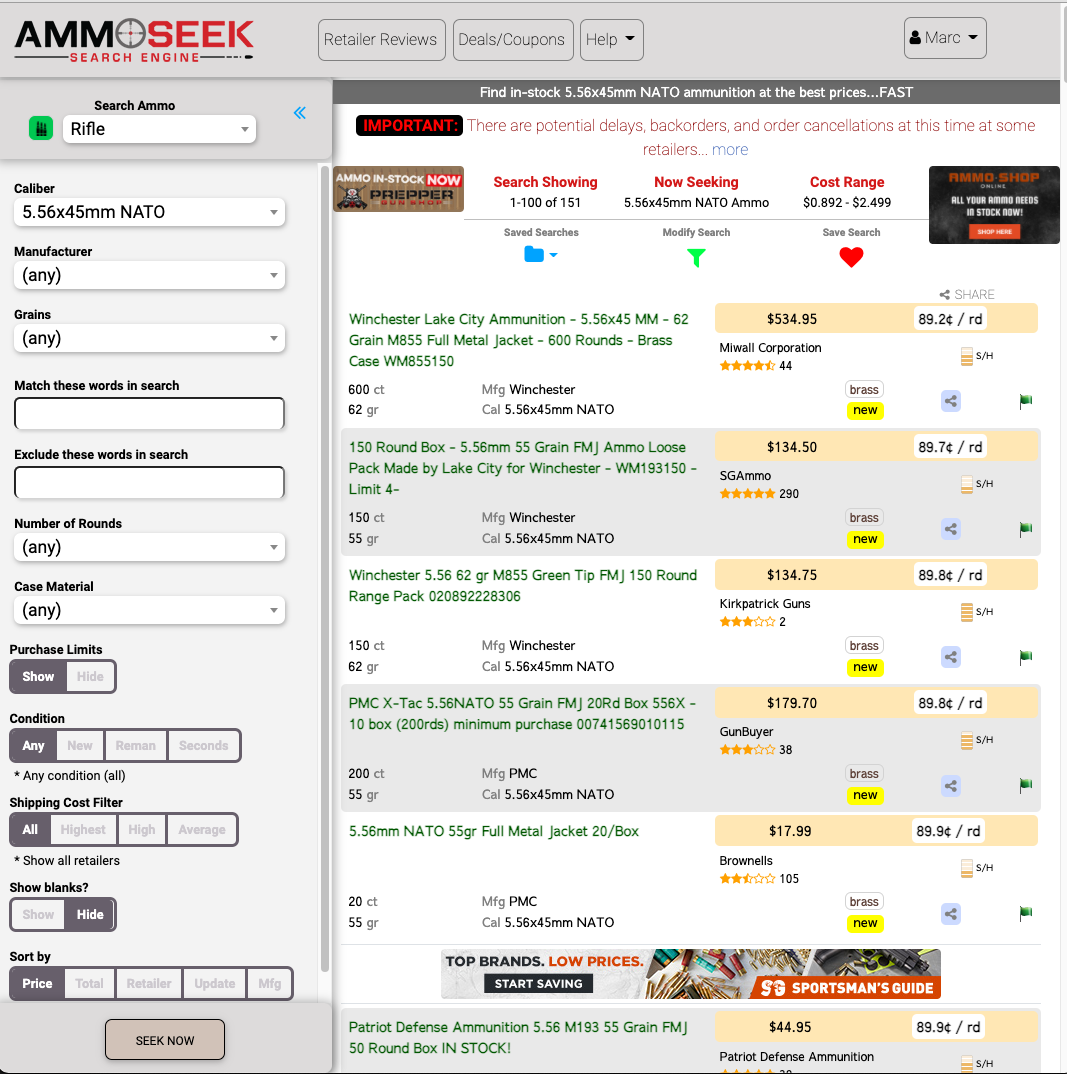 AMMOSEEK
SEARCH ENGINE
Retailer Reviews
Deals/Coupons
Help
Marc
Search Ammo
Rifle
Caliber
5.56x45mm NATO
Manufacturer
(any)
Grains
(any)
Match these words in search
Exclude these words in search
Number of Rounds
(any)
Case Material
(any)
Purchase Limits
Show Hide
Condition
Any New Reman Seconds
* Any condition (all)
Shipping Cost Filter
All Highest High Average
* Show all retailers
Show blanks?
Show Hide
Sort by
Price Total Retailer Update Mfg
SEEK NOW
Find in-stock 5.56x45mm NATO ammunition at the best prices...FAST
IMPORTANT: There are potential delays, backorders, and order cancellations at this time at some
retailers... more
AMMO IN-STOCK NOW
PREPPER
GUN SHOP
Search Showing
1-100 of 151
Now Seeking
5.56x45mm NATO Ammo
Cost Range
$0.892 - $2.499
Saved Searches
Modify Search
Save Search
AMMO-SHOP
ONLINE
ALL YOUR AMMO NEEDS
IN STOCK NOW!
SHOP HERE
SHARE
Winchester Lake City Ammunition - 5.56x45 MM - 62
Grain M855 Full Metal Jacket - 600 Rounds - Brass
Case WM855150
$534.95 89.2¢ / rd
Miwall Corporation
44
S/H
600 ct Mfg Winchester brass
62 gr Cal 5.56x45mm NATO new
150 Round Box - 5.56mm 55 Grain FMJ Ammo Loose
Pack Made by Lake City for Winchester - WM193150 -
Limit 4-
$134.50 89.7¢ / rd
SGAmmo
290
S/H
150 ct Mfg Winchester brass
55 gr Cal 5.56x45mm NATO new
Winchester 5.56 62 gr M855 Green Tip FMJ 150 Round
Range Pack 020892228306
$134.75 89.8¢ / rd
Kirkpatrick Guns
2
S/H
150 ct Mfg Winchester brass
62 gr Cal 5.56x45mm NATO new
PMC X-Tac 5.56NATO 55 Grain FMJ 20Rd Box 556X -
10 box (200rds) minimum purchase 00741569010115
$179.70 89.8¢ / rd
GunBuyer
38
S/H
200 ct Mfg PMC brass
55 gr Cal 5.56x45mm NATO new
5.56mm NATO 55gr Full Metal Jacket 20/Box
$17.99 89.9¢ / rd
Brownells
105
S/H
20 ct Mfg PMC brass
55 gr Cal 5.56x45mm NATO new
TOP BRANDS. LOW PRICES.
START SAVING
SG SPORTSMAN'S GUIDE
Patriot Defense Ammunition 5.56 M193 55 Grain FMJ
50 Round Box IN STOCK!
$44.95 89.9¢ / rd
Patriot Defense Ammunition
S/H